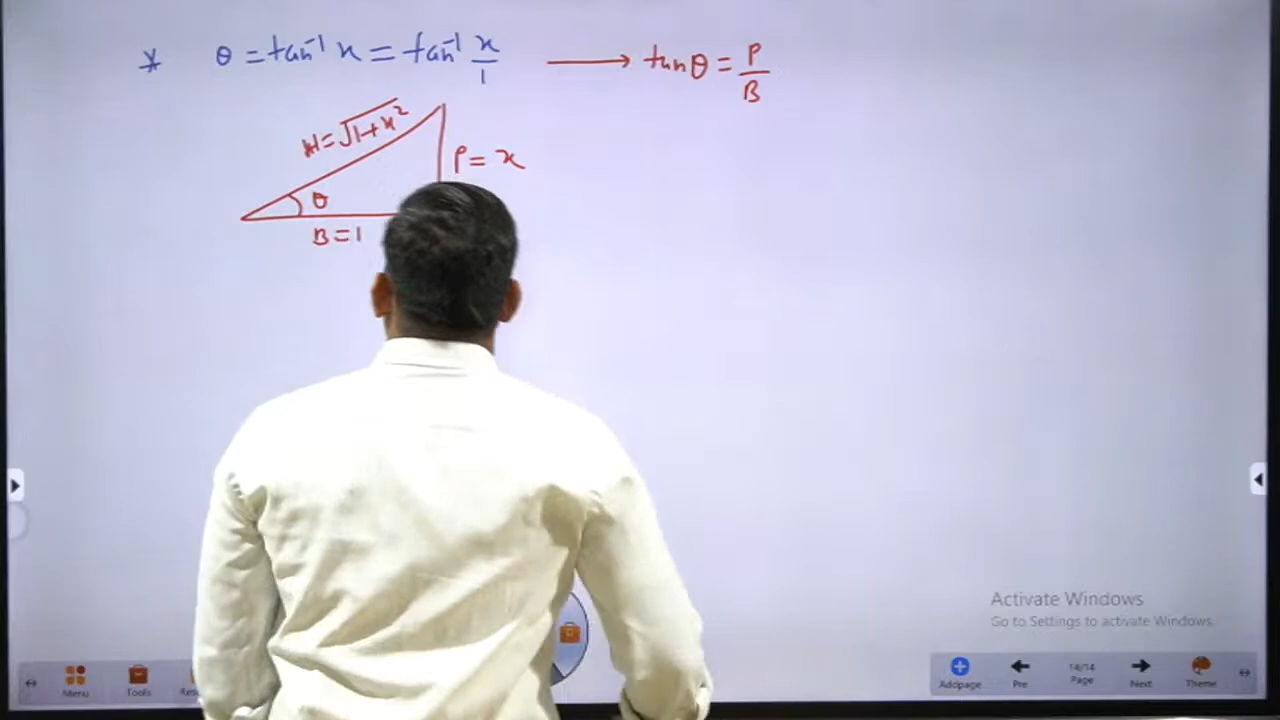 * θ = tan⁻¹ x = tan⁻¹ x/1 → tanθ = P/B
H = √1+x²
P = x
θ
B = 1
Activate Windows
Go to Settings to activate Windows.
Menu Tools Addpage Pre 14/14 Page Next Theme